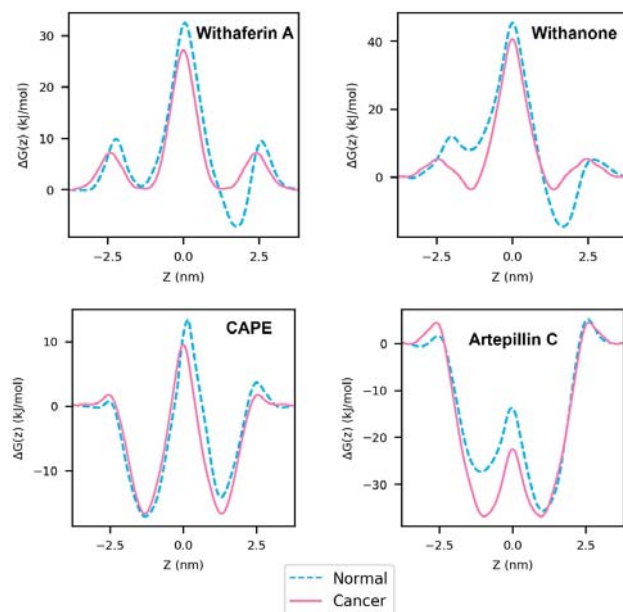 Withaferin A
30
20
10
0
ΔG(z) (kJ/mol)
−2.5 0.0 2.5
Z (nm)
Withanone
40
20
0
ΔG(z) (kJ/mol)
−2.5 0.0 2.5
Z (nm)
CAPE
10
0
−10
ΔG(z) (kJ/mol)
−2.5 0.0 2.5
Z (nm)
Artepillin C
0
−10
−20
−30
ΔG(z) (kJ/mol)
−2.5 0.0 2.5
Z (nm)
Normal
Cancer